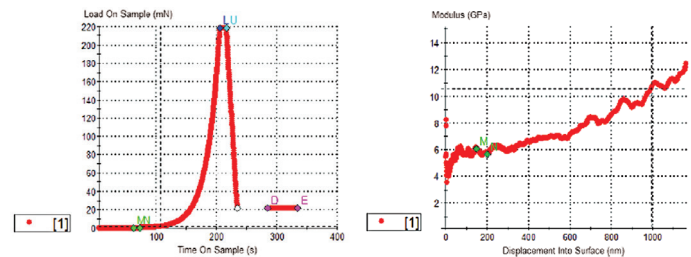 Load On Sample (mN)
L U
220
200
180
160
140
120
100
80
60
40
20
0
M N
D E
100 200 300 400
Time On Sample (s)
[1]
Modulus (GPa)
14
12
10
8
6
4
2
0
M
0 200 400 600 800 1000
Displacement Into Surface (nm)
[1]